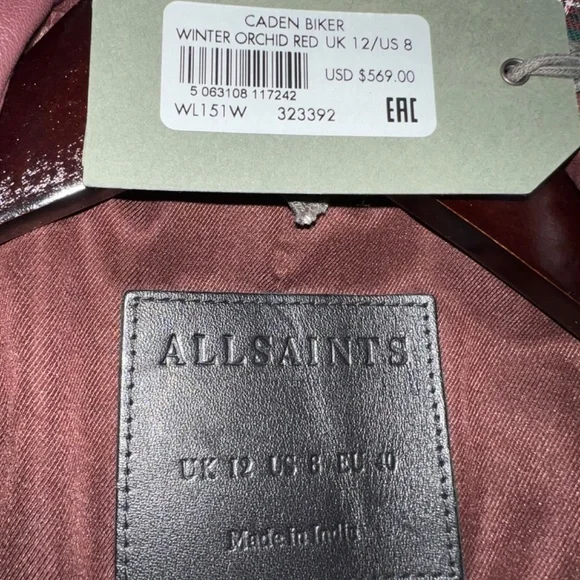 CADEN BIKER
WINTER ORCHID RED UK 12/US 8
USD $569.00
5 063108 117242
WL151W 323392 EAC
ALLSAINTS
UK 12 US 8 EU 40
Made in India